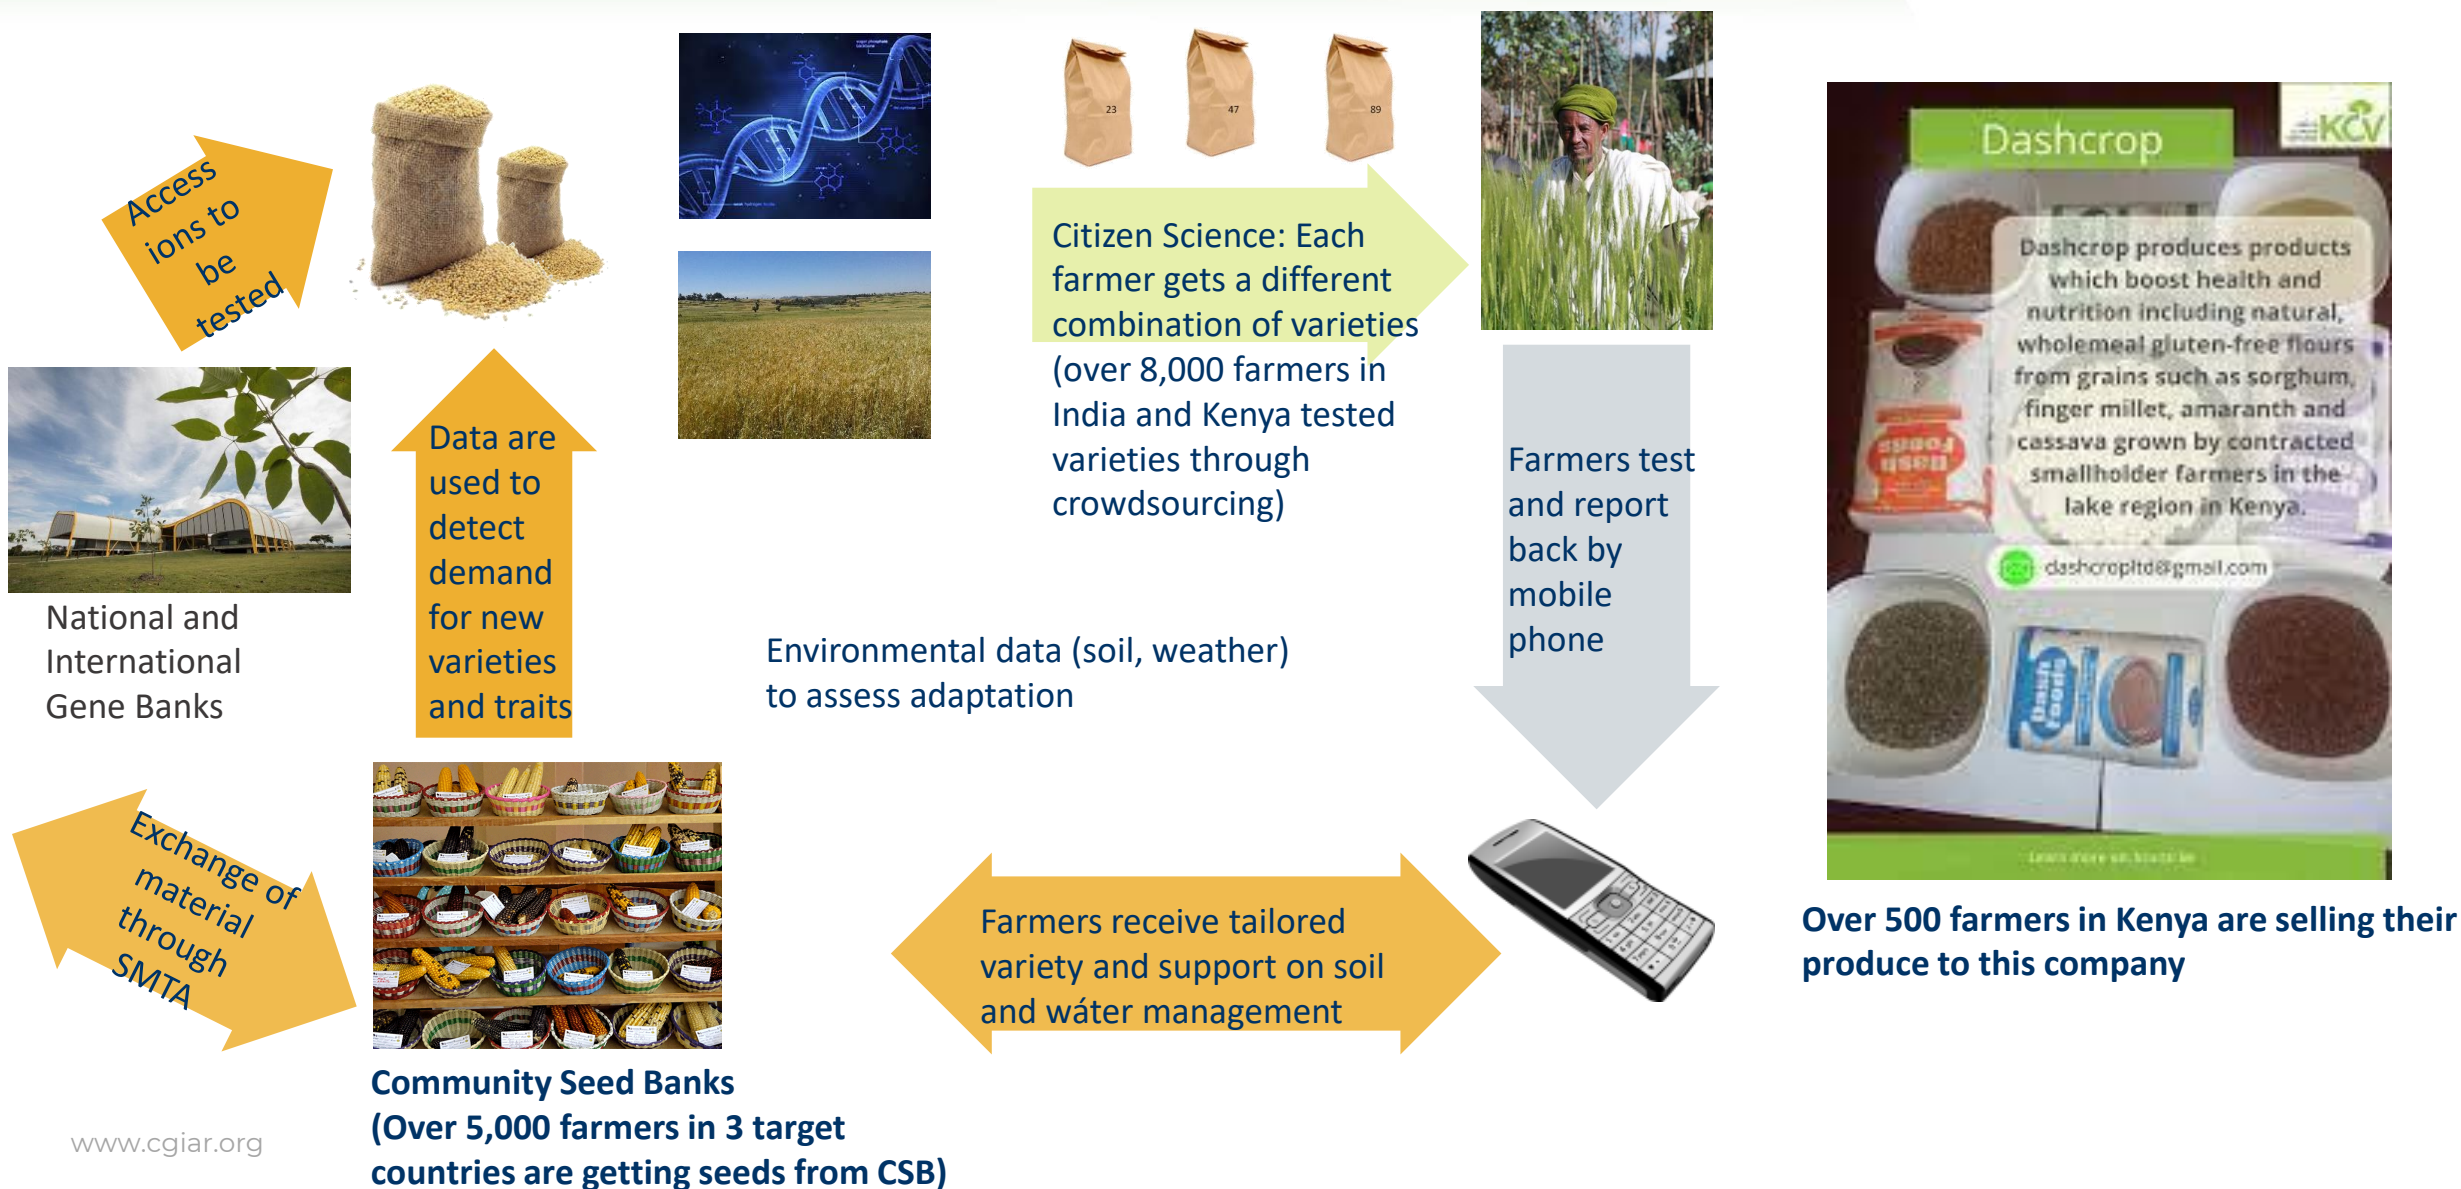 Access
ions to
be
tested
National and
International
Gene Banks
Data are
used to
detect
demand
for new
varieties
and traits
23
47
89
Citizen Science: Each
farmer gets a different
combination of varieties
(over 8,000 farmers in
India and Kenya tested
varieties through
crowdsourcing)
Farmers test
and report
back by
mobile
phone
Environmental data (soil, weather)
to assess adaptation
Exchange of
material
through
SMTA
Farmers receive tailored
variety and support on soil
and wáter management
Community Seed Banks
(Over 5,000 farmers in 3 target
countries are getting seeds from CSB)
www.cgiar.org
KCV
Dashcrop
Dashcrop produces products
which boost health and
nutrition including natural,
wholemeal gluten-free flours
from grains such as sorghum,
finger millet, amaranth and
cassava grown by contracted
smallholder farmers in the
lake region in Kenya.
dashcropltd@gmail.com
Dash
Foods
Over 500 farmers in Kenya are selling their
produce to this company